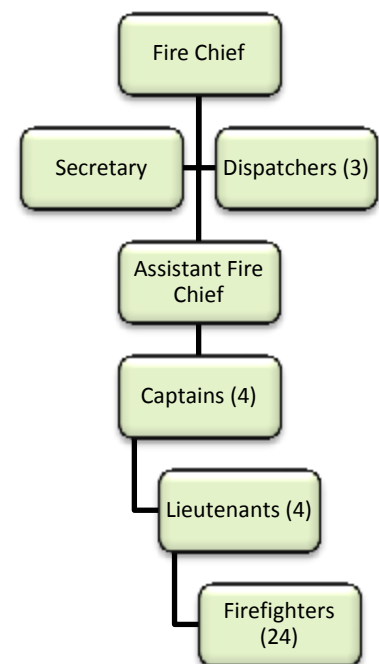 Fire Chief
Secretary
Dispatchers (3)
Assistant Fire
Chief
Captains (4)
Lieutenants (4)
Firefighters
(24)